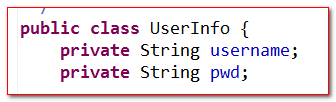 public class UserInfo {
private String username;
private String pwd;